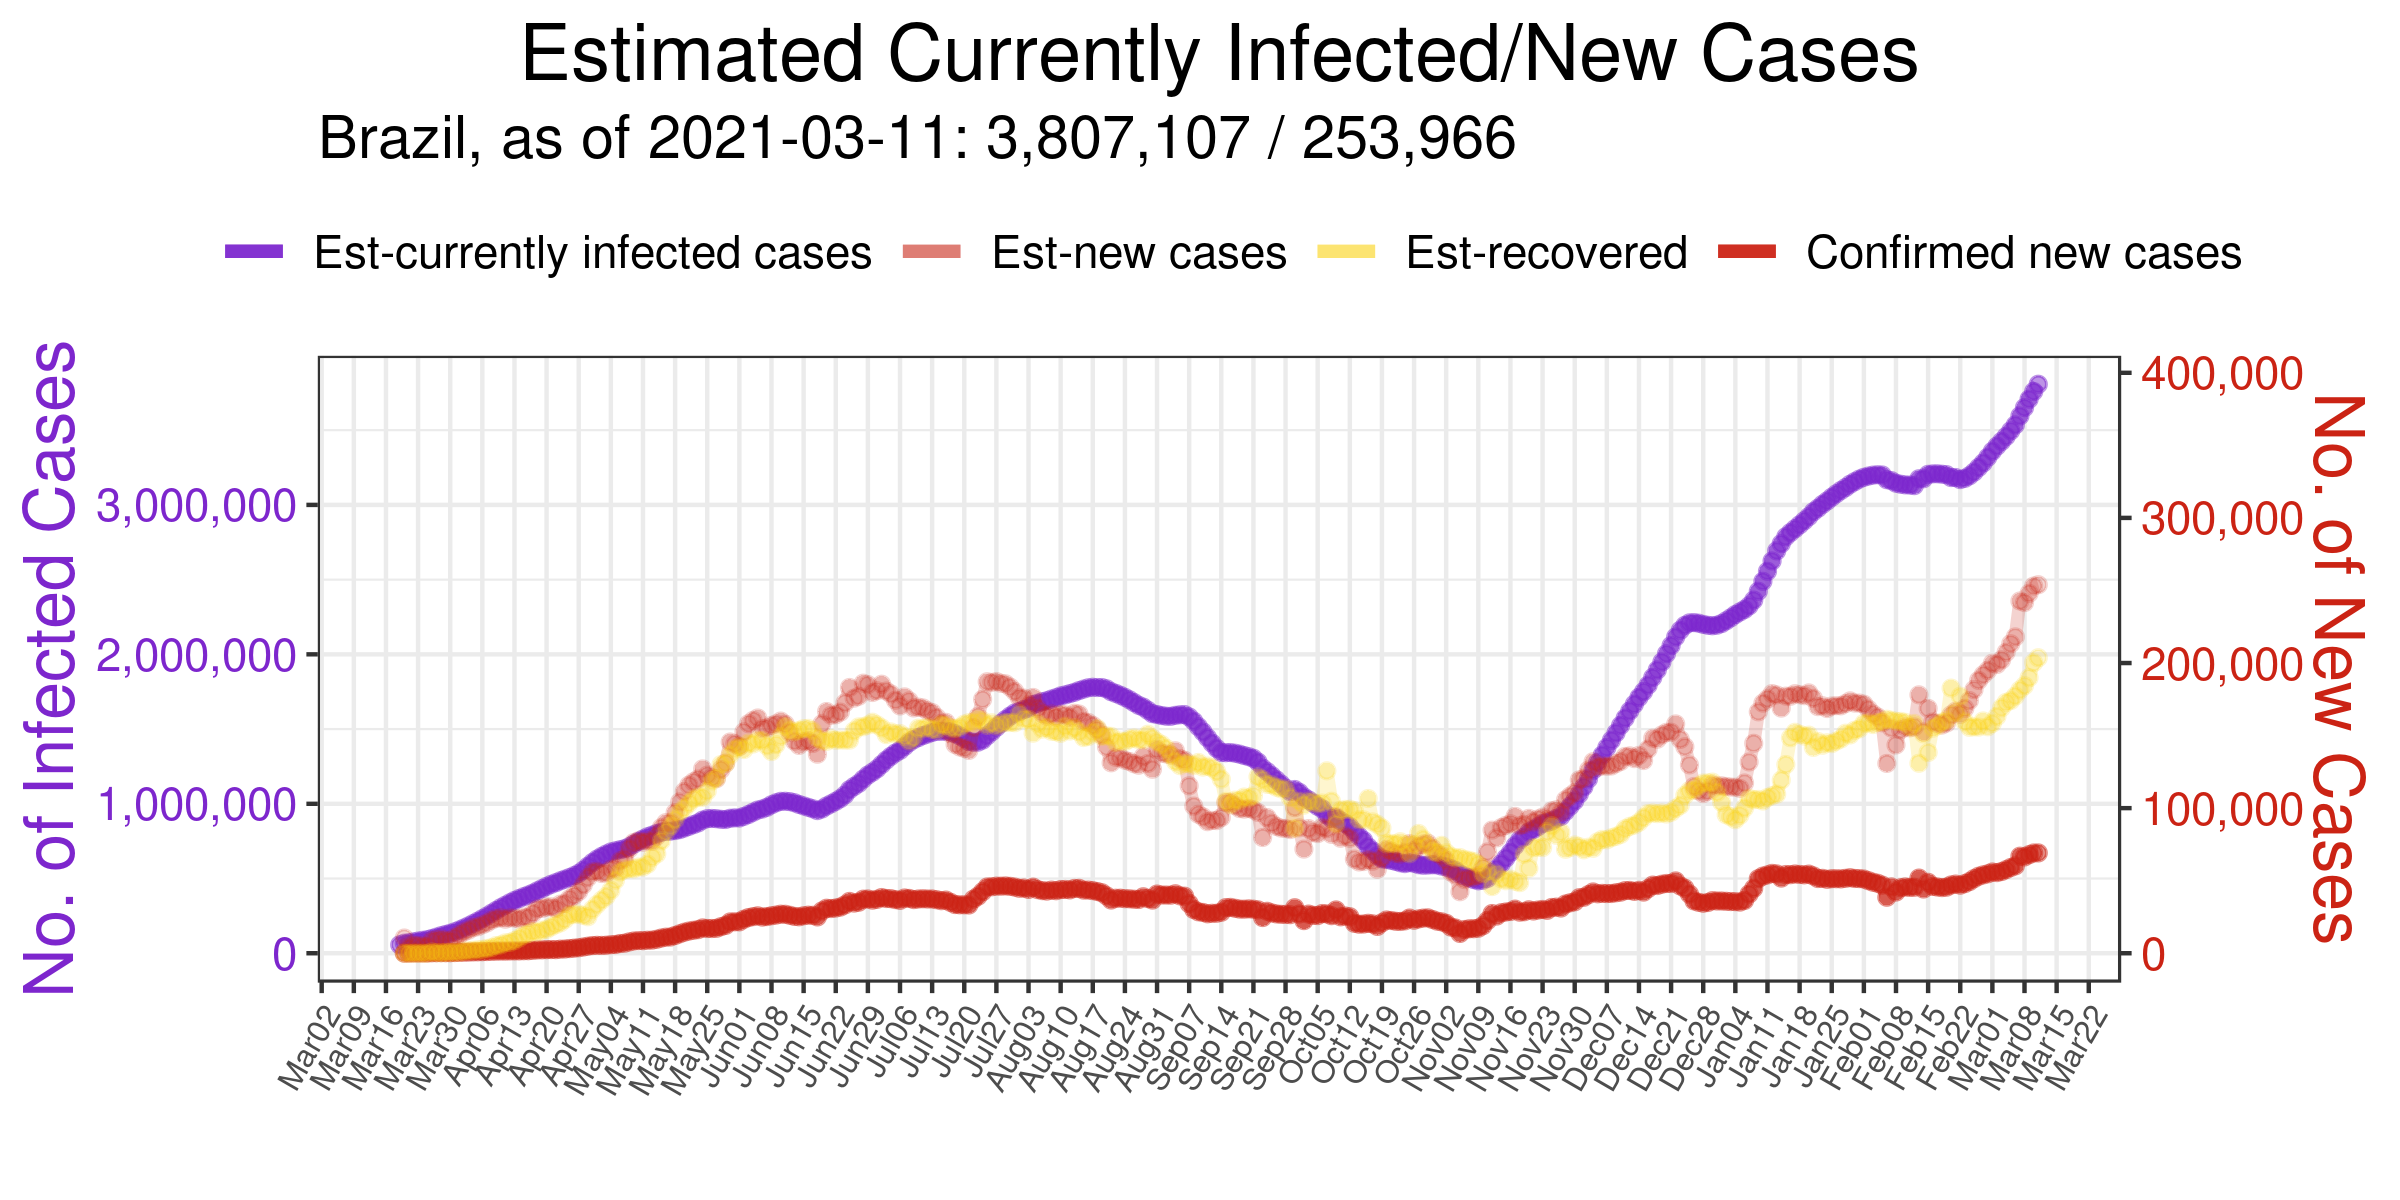 Estimated Currently Infected/New Cases
Brazil, as of 2021-03-11: 3,807,107 / 253,966
Est-currently infected cases
Est-new cases
Est-recovered
Confirmed new cases
No. of Infected Cases
3,000,000
2,000,000
1,000,000
0
400,000
300,000
200,000
100,000
0
No. of New Cases
Mar02
Mar09
Mar16
Mar23
Mar30
Apr06
Apr13
Apr20
Apr27
May04
May11
May18
May25
Jun01
Jun08
Jun15
Jun22
Jun29
Jul06
Jul13
Jul20
Jul27
Aug03
Aug10
Aug17
Aug24
Aug31
Sep07
Sep14
Sep21
Sep28
Oct05
Oct12
Oct19
Oct26
Nov02
Nov09
Nov16
Nov23
Nov30
Dec07
Dec14
Dec21
Dec28
Jan04
Jan11
Jan18
Jan25
Feb01
Feb08
Feb15
Feb22
Mar01
Mar08
Mar15
Mar22